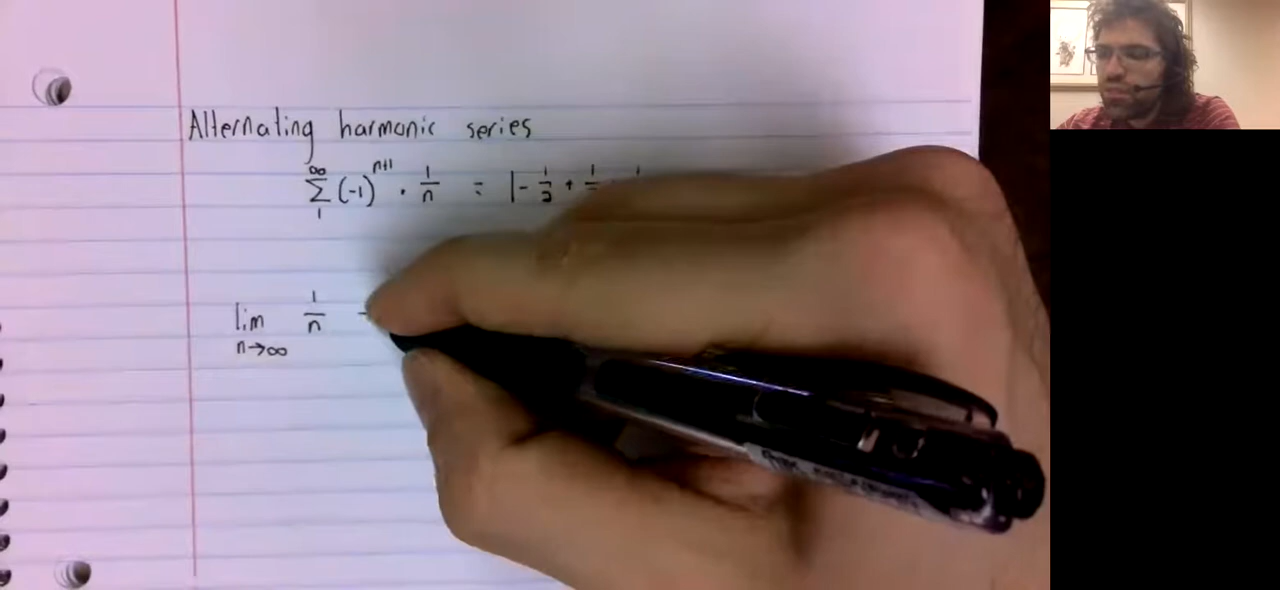 Alternating harmonic series
∞ Σ 1 (-1)^{n+1} · 1/n = 1 - 1/2 + 1/
lim n→∞ 1/n